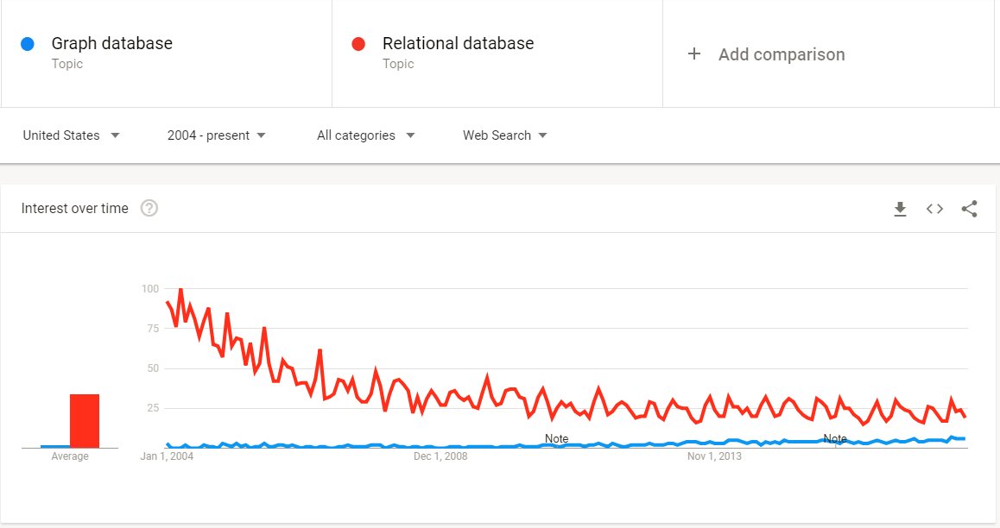 Graph database
Topic
Relational database
Topic
+ Add comparison
United States
2004 - present
All categories
Web Search
Interest over time ?
100
75
50
25
Note
Note
Average
Jan 1, 2004
Dec 1, 2008
Nov 1, 2013